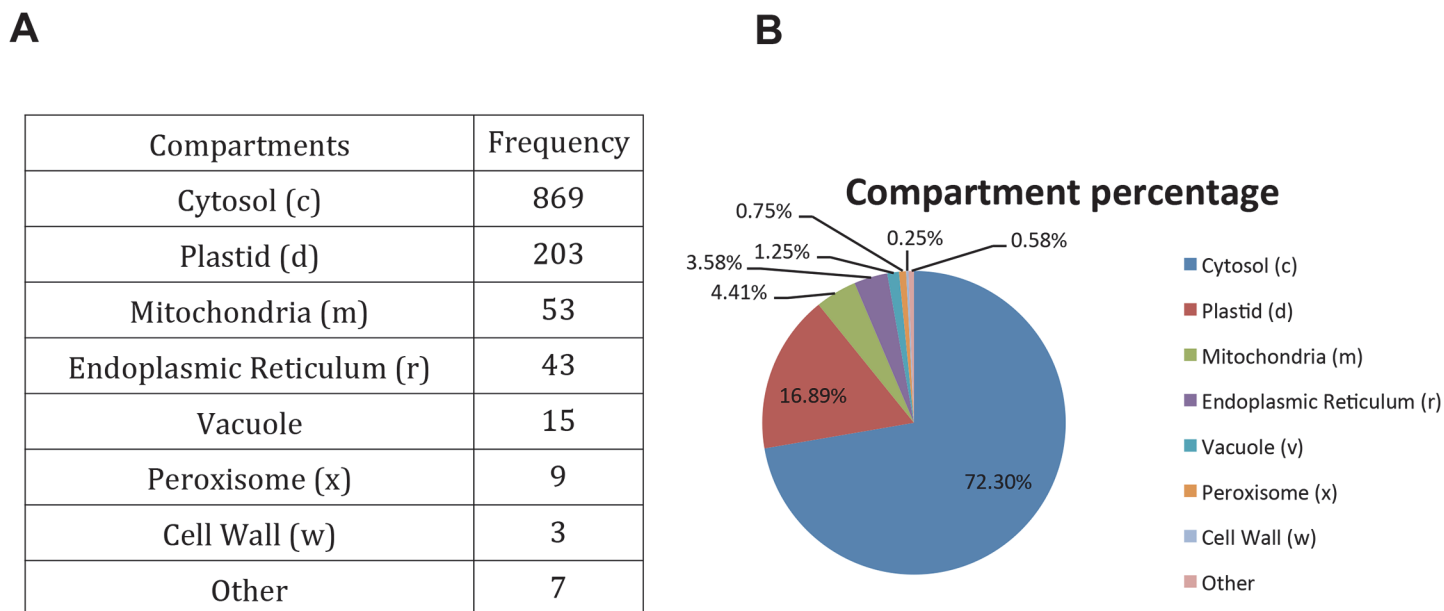 A
Compartments Frequency
Cytosol (c) 869
Plastid (d) 203
Mitochondria (m) 53
Endoplasmic Reticulum (r) 43
Vacuole 15
Peroxisome (x) 9
Cell Wall (w) 3
Other 7
B
Compartment percentage
0.75%
0.25%
0.58%
1.25%
3.58%
4.41%
16.89%
72.30%
Cytosol (c)
Plastid (d)
Mitochondria (m)
Endoplasmic Reticulum (r)
Vacuole (v)
Peroxisome (x)
Cell Wall (w)
Other